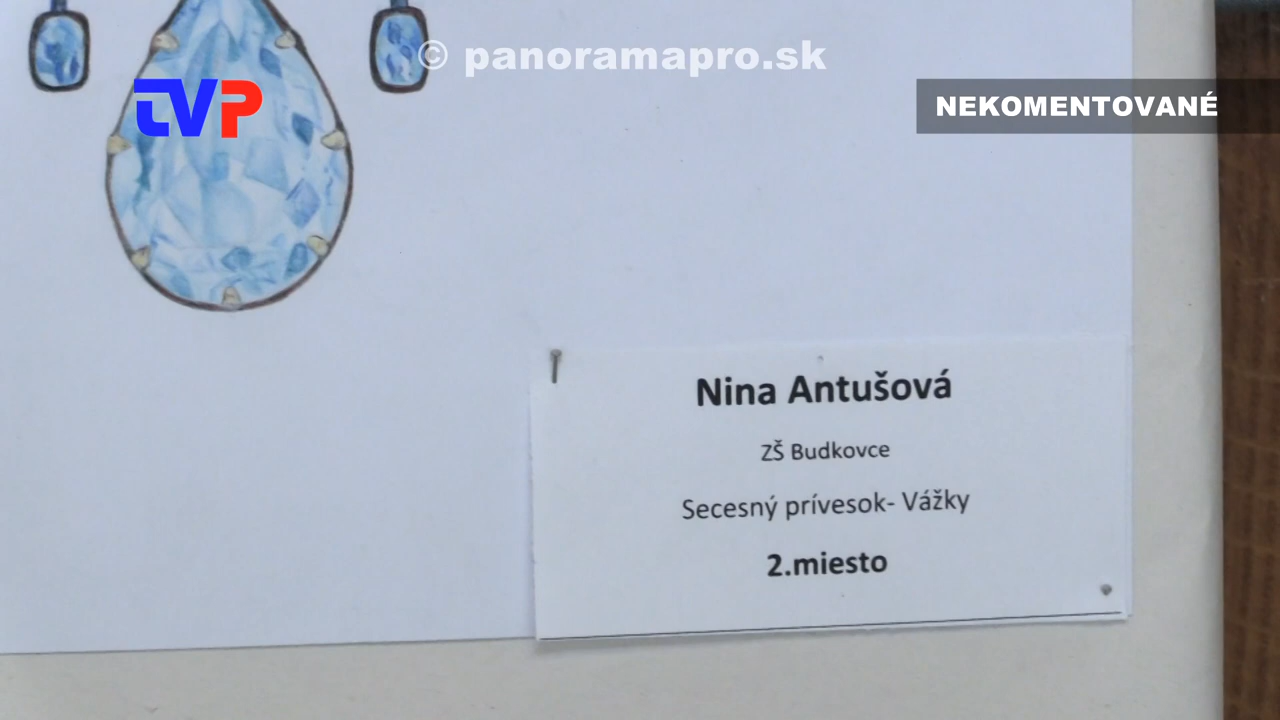 © panoramapro.sk
TVP
NEKOMENTOVANÉ
Nina Antušová
ZŠ Budkovce
Secesný prívesok- Vážky
2.miesto